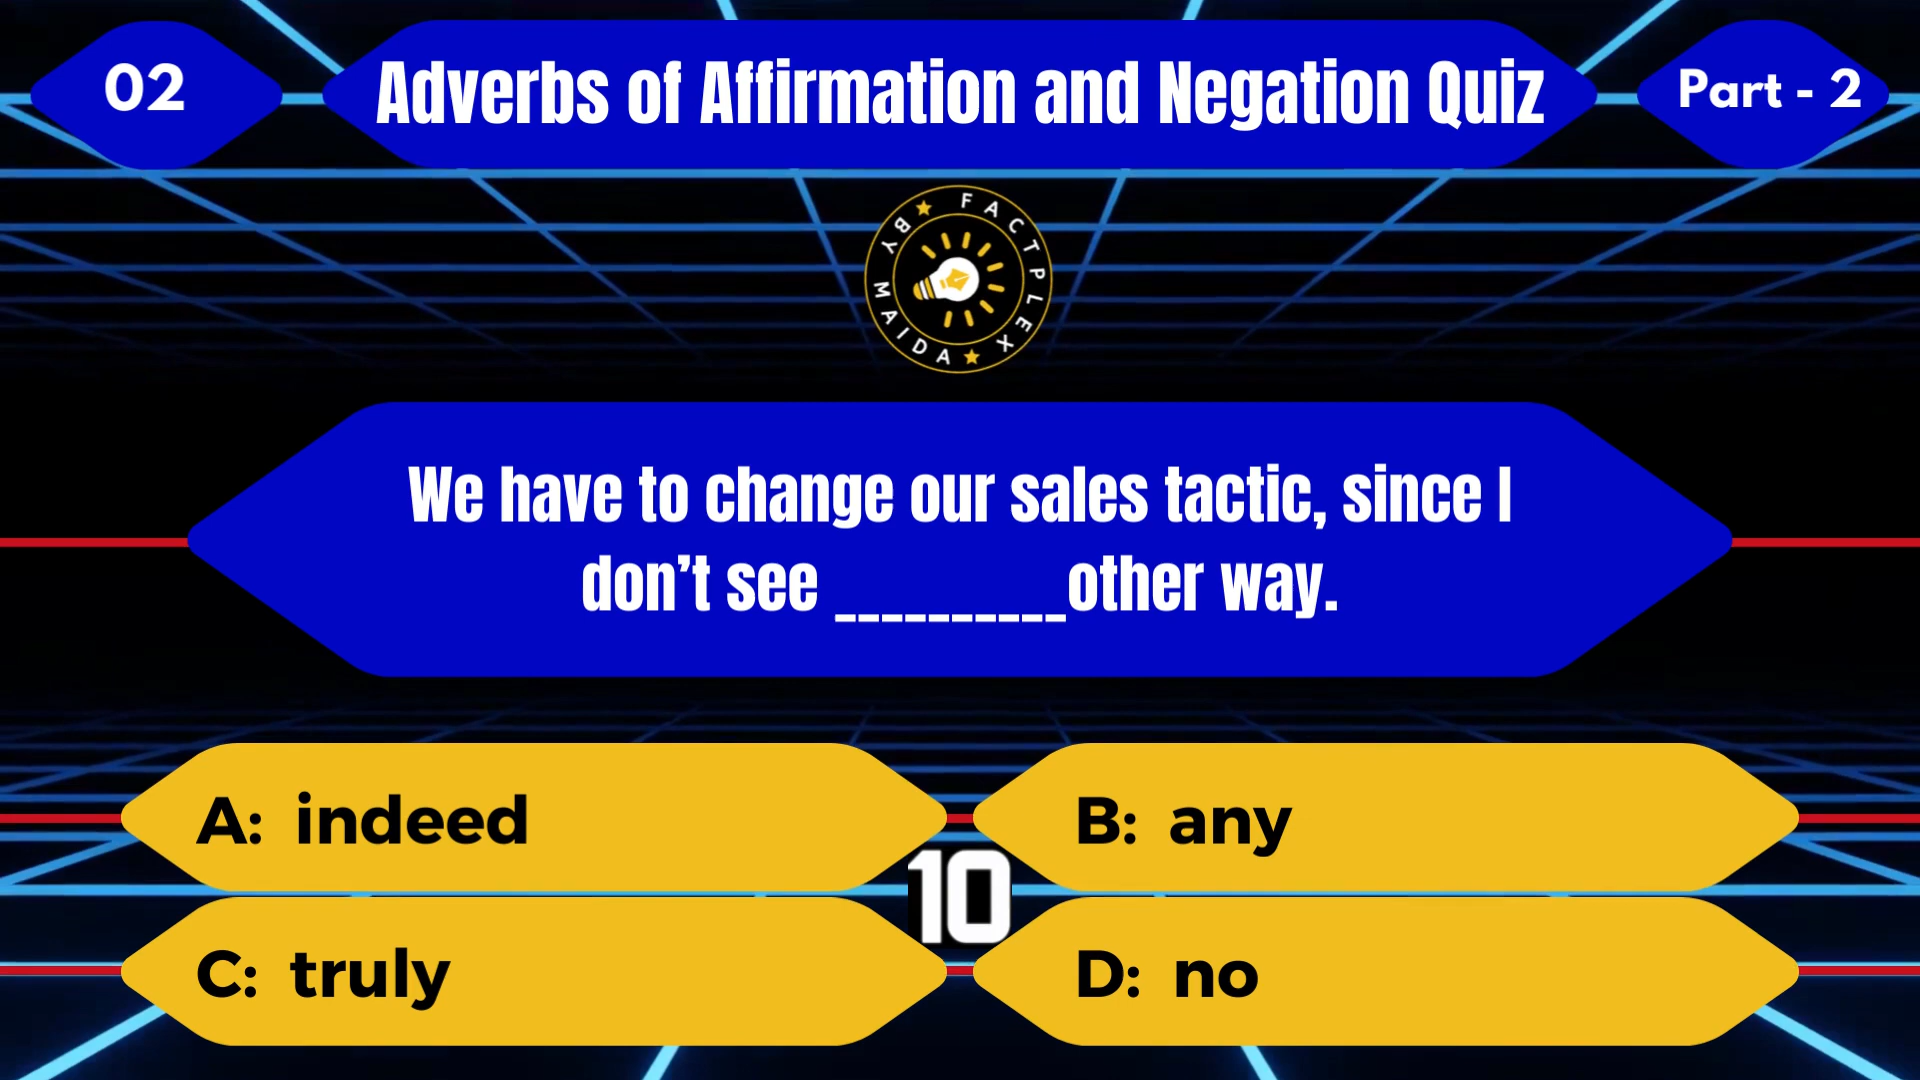 02
Adverbs of Affirmation and Negation Quiz
Part - 2
FACTPLEX
BY MAIDA
We have to change our sales tactic, since I
don’t see __________other way.
A: indeed
B: any
10
C: truly
D: no